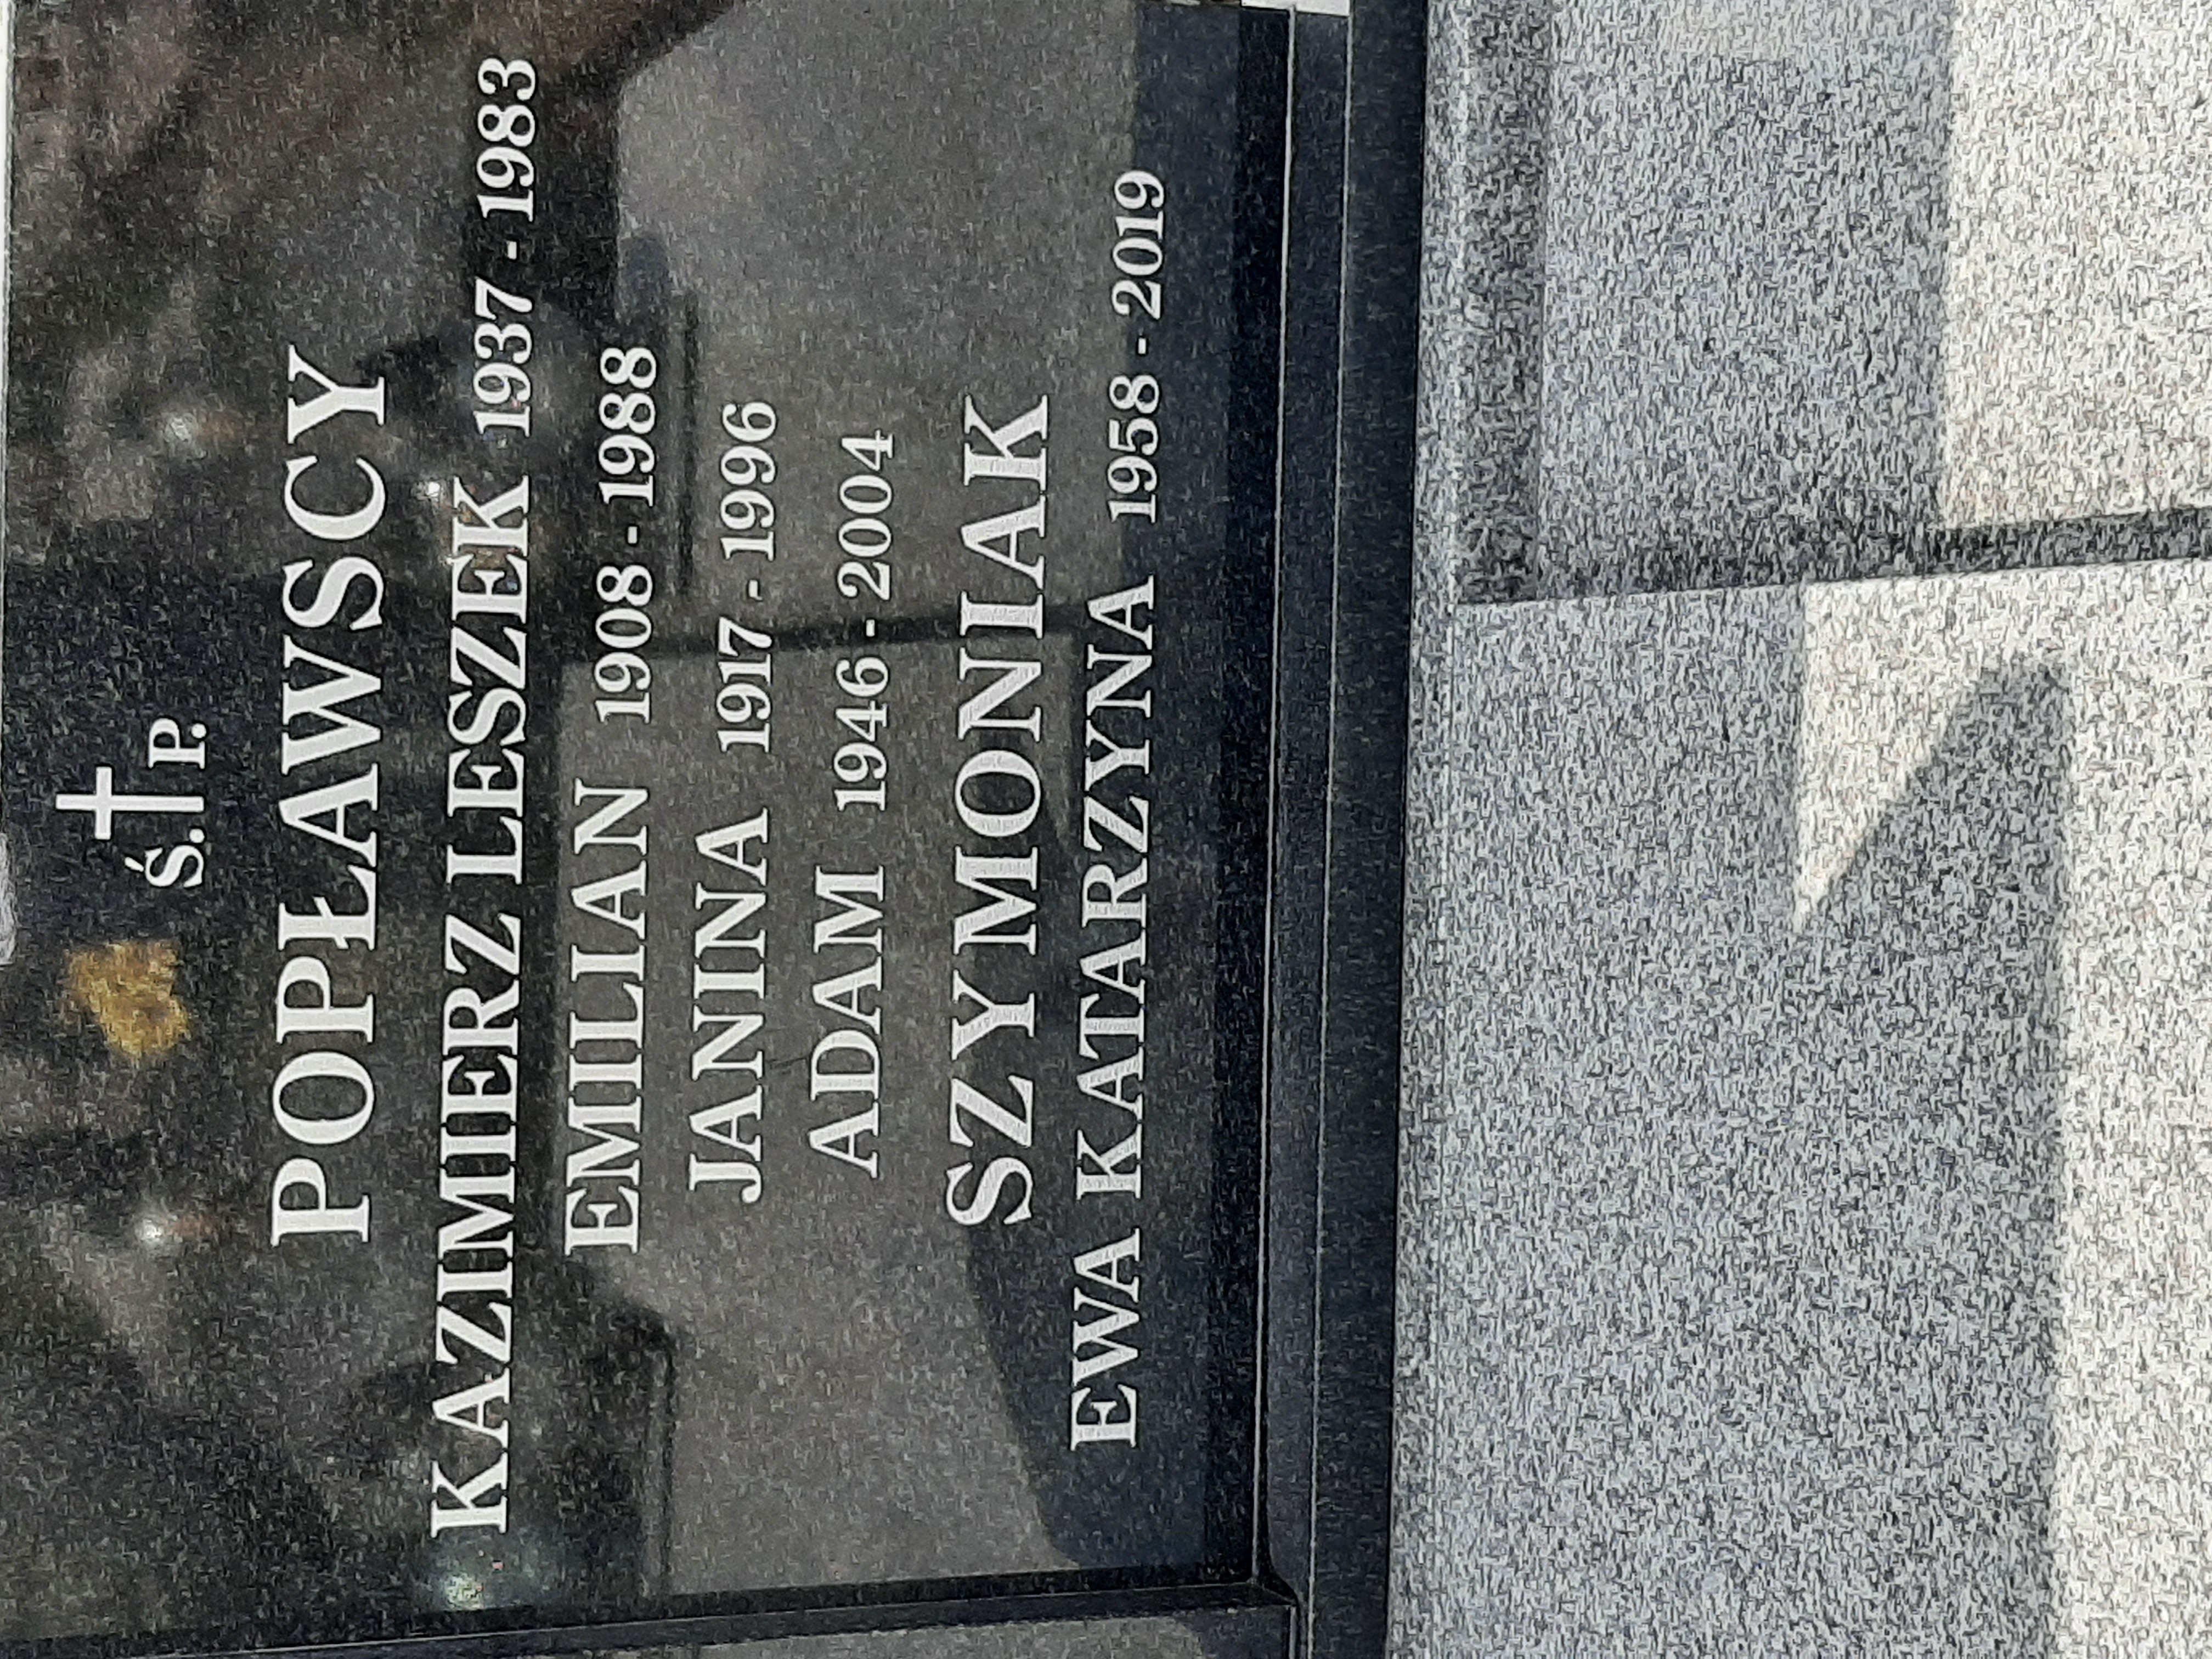 Ś. P.
POPŁAWSCY
KAZIMIERZ LESZEK 1937 - 1983
EMILIAN 1908 - 1988
JANINA 1917 - 1996
ADAM 1946 - 2004
SZYMONIAK
EWA KATARZYNA 1958 - 2019